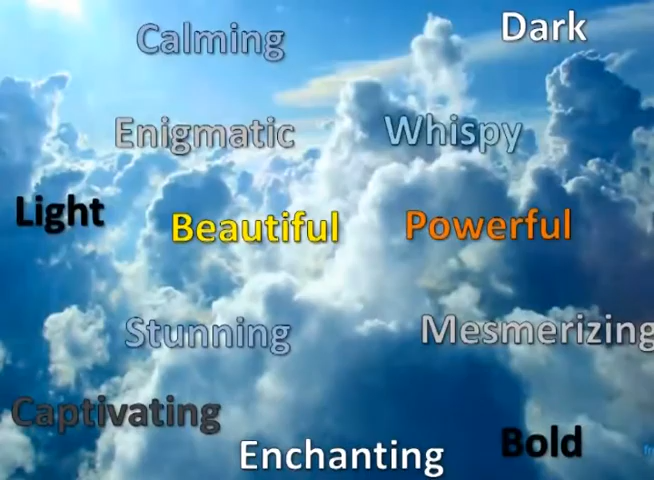 Calming
Dark
Enigmatic
Whispy
Light
Beautiful
Powerful
Stunning
Mesmerizing
Captivating
Enchanting
Bold